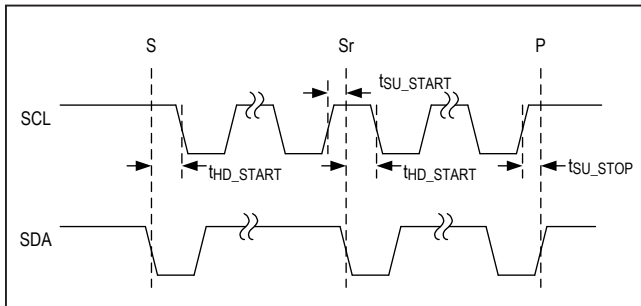 S Sr P
tSU_START
SCL
tHD_START tHD_START tSU_STOP
SDA